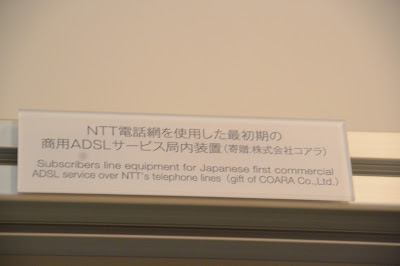 NTT電話網を使用した最初期の
商用ADSLサービス局内装置(寄贈:株式会社コアラ)
Subscribers line equipment for Japanese first commercial
ADSL service over NTT's telephone lines (gift of COARA Co.,Ltd.)